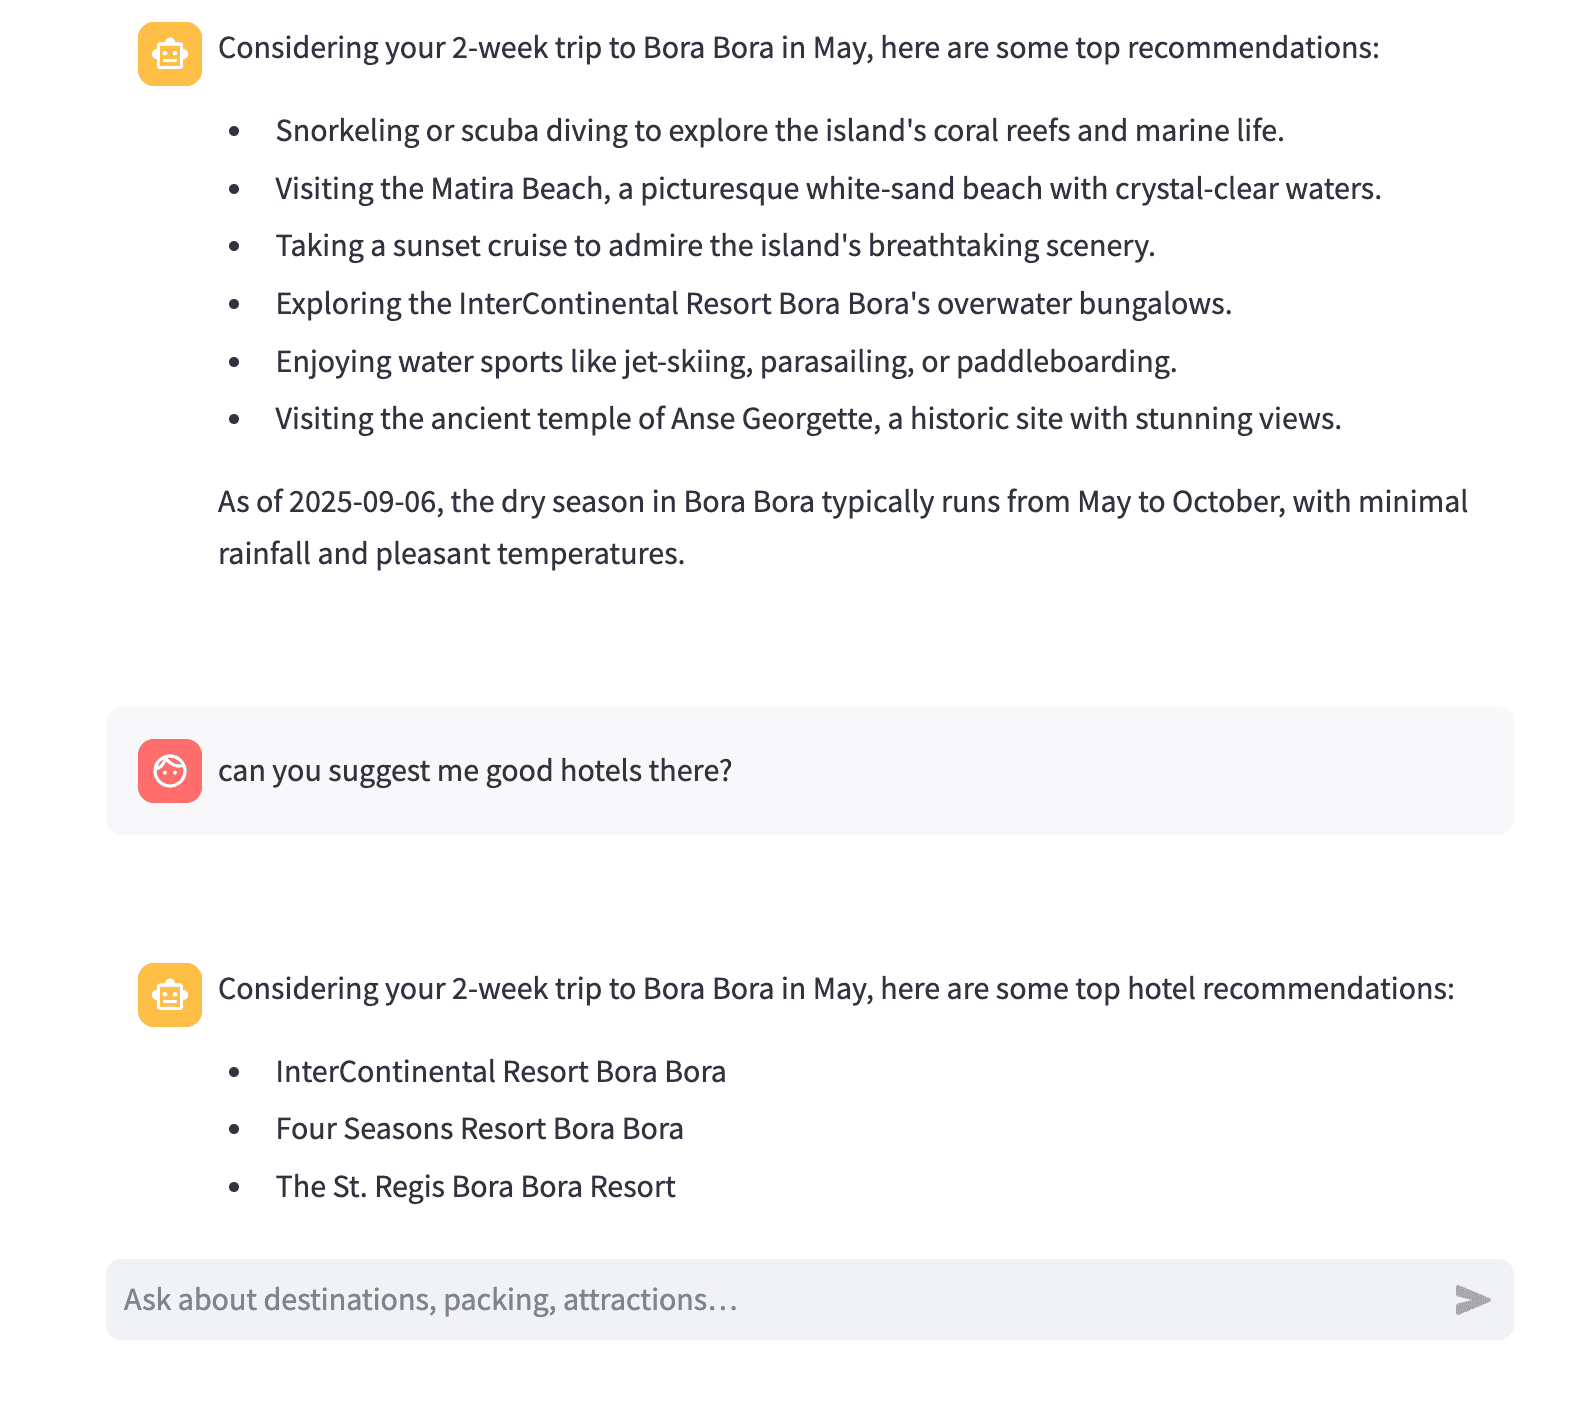 Considering your 2-week trip to Bora Bora in May, here are some top recommendations:
• Snorkeling or scuba diving to explore the island's coral reefs and marine life.
• Visiting the Matira Beach, a picturesque white-sand beach with crystal-clear waters.
• Taking a sunset cruise to admire the island's breathtaking scenery.
• Exploring the InterContinental Resort Bora Bora's overwater bungalows.
• Enjoying water sports like jet-skiing, parasailing, or paddleboarding.
• Visiting the ancient temple of Anse Georgette, a historic site with stunning views.
As of 2025-09-06, the dry season in Bora Bora typically runs from May to October, with minimal
rainfall and pleasant temperatures.
can you suggest me good hotels there?
Considering your 2-week trip to Bora Bora in May, here are some top hotel recommendations:
• InterContinental Resort Bora Bora
• Four Seasons Resort Bora Bora
• The St. Regis Bora Bora Resort
Ask about destinations, packing, attractions…